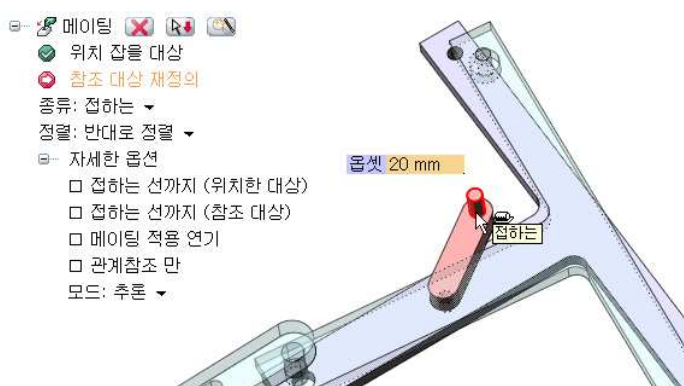 메이팅
위치 잡을 대상
참조 대상 재정의
종류: 접하는
정렬: 반대로 정렬
자세한 옵션
옵셋 20 mm
접하는 선까지 (위치한 대상)
접하는 선까지 (참조 대상)
접하는
메이팅 적용 연기
관계참조 만
모드: 추론